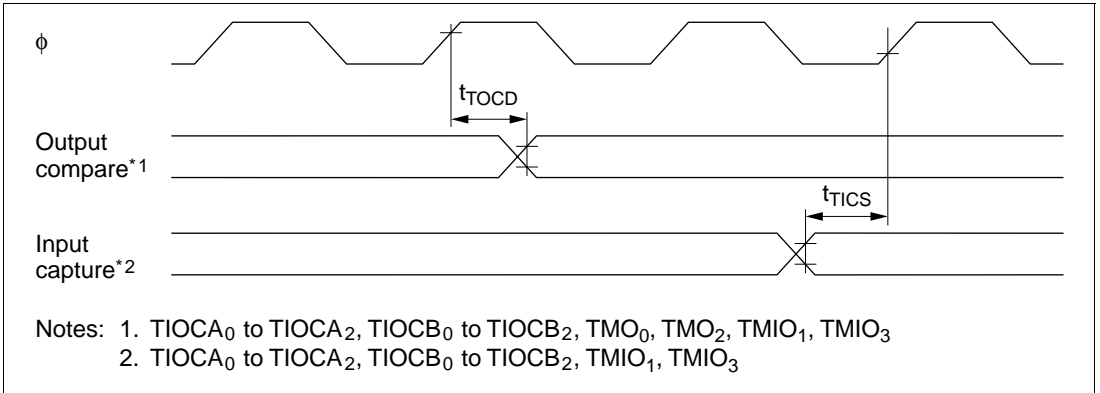 ϕ
tTOCD
Output
compare*1
tTICS
Input
capture*2
Notes: 1. TIOCA0 to TIOCA2, TIOCB0 to TIOCB2, TMO0, TMO2, TMIO1, TMIO3
2. TIOCA0 to TIOCA2, TIOCB0 to TIOCB2, TMIO1, TMIO3